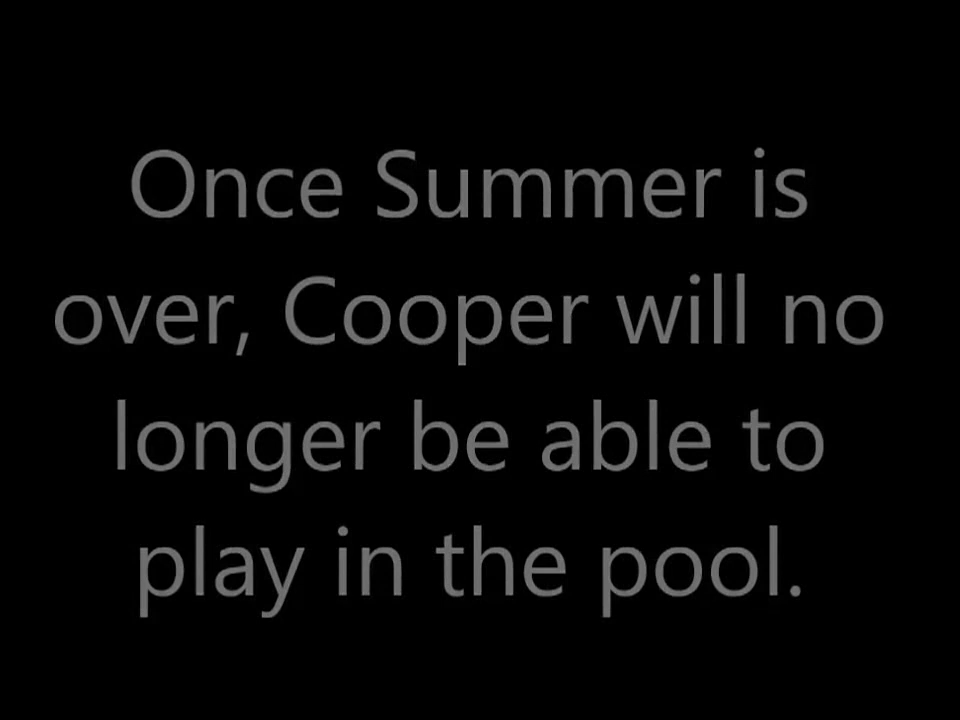 Once Summer is
over, Cooper will no
longer be able to
play in the pool.